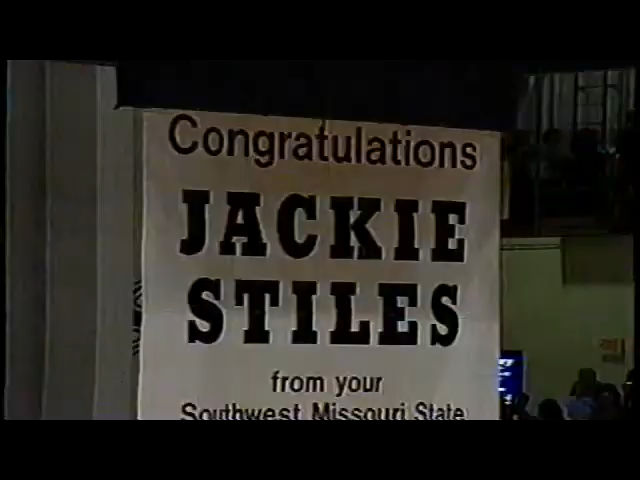 Congratulations
JACKIE
STILES
from your
Southwest Missouri State